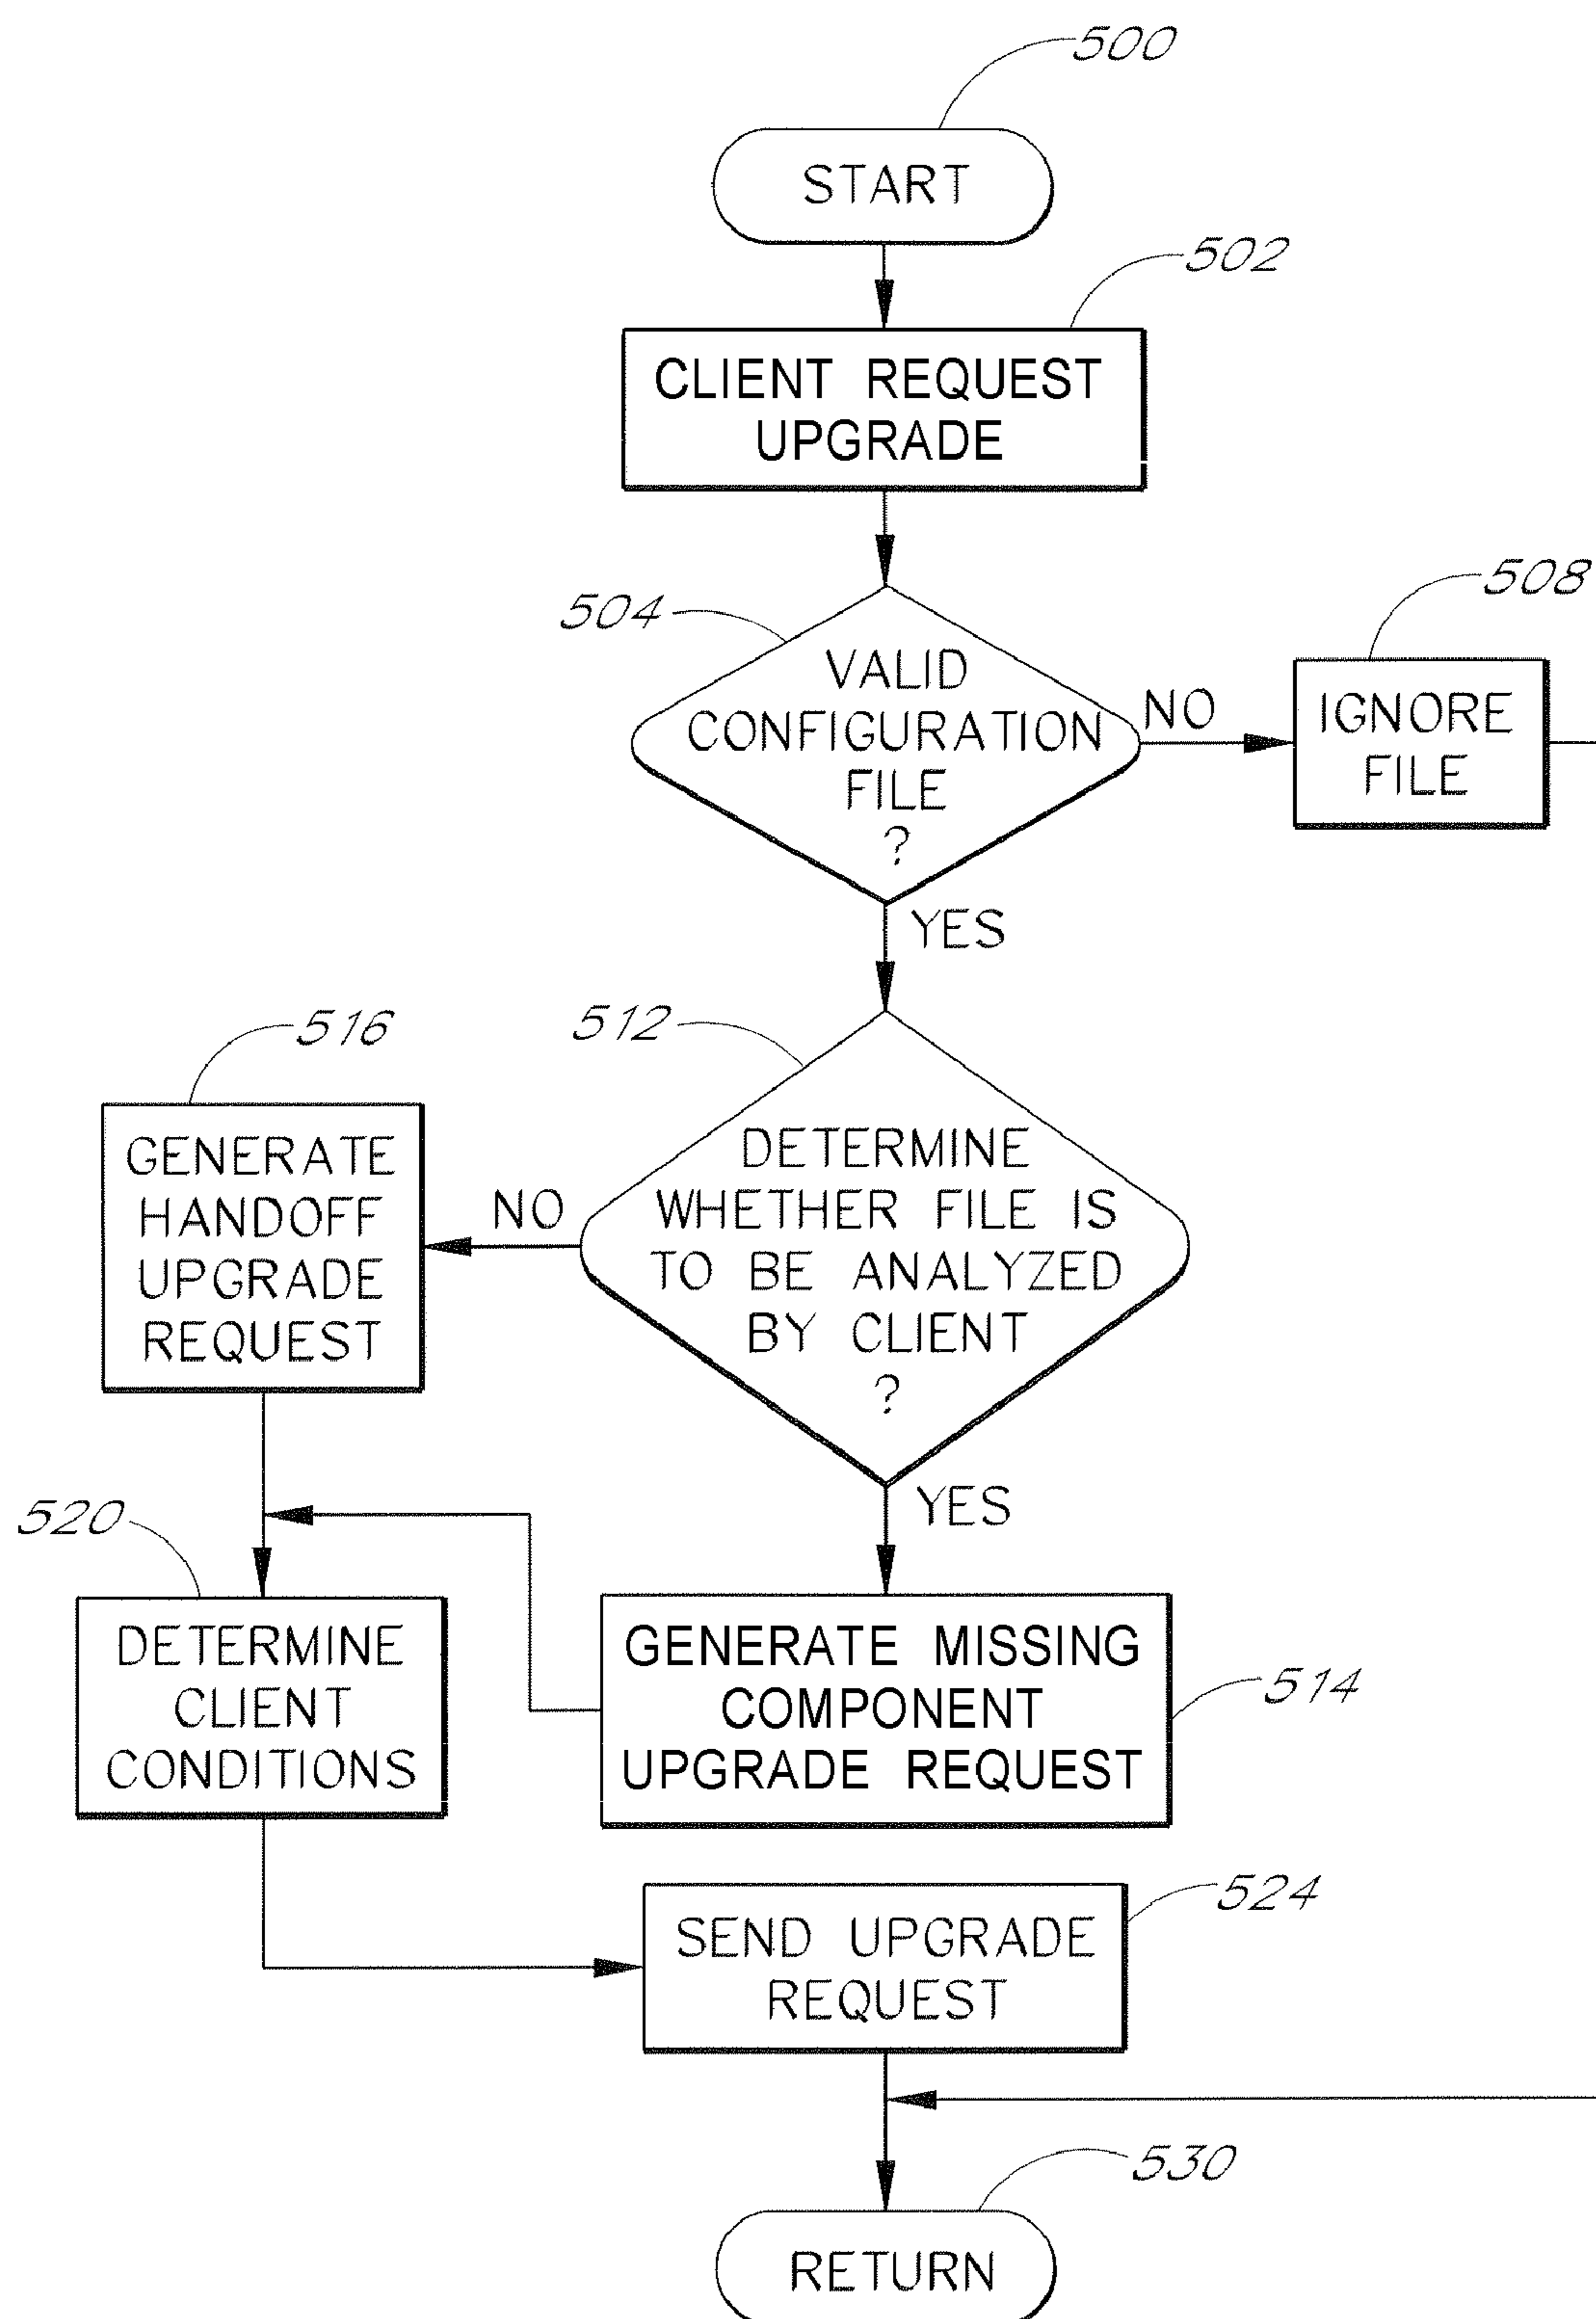 500
START
502
CLIENT REQUEST
UPGRADE
504
VALID
CONFIGURATION
FILE
?
NO
508
IGNORE
FILE
YES
516
512
GENERATE
HANDOFF
UPGRADE
REQUEST
NO
DETERMINE
WHETHER FILE IS
TO BE ANALYZED
BY CLIENT
?
YES
520
DETERMINE
CLIENT
CONDITIONS
GENERATE MISSING
COMPONENT
UPGRADE REQUEST
514
524
SEND UPGRADE
REQUEST
530
RETURN